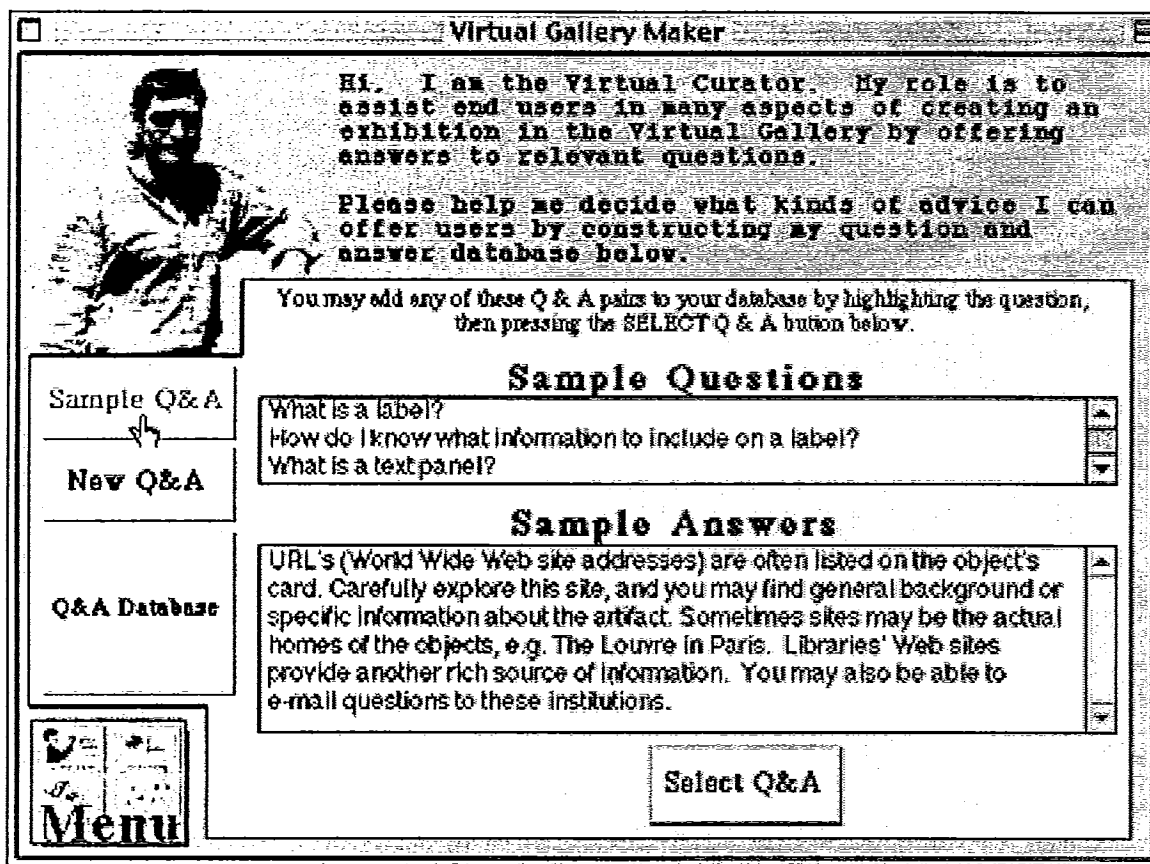 Virtual Gallery Maker
Hi. I am the Virtual Curator. My role is to
assist end users in many aspects of creating an
exhibition in the Virtual Gallery by offering
answers to relevant questions.
Please help me decide what kinds of advice I can
offer users by constructing my question and
answer database below.
You may add any of these Q & A pairs to your database by highlighting the question,
then pressing the SELECT Q & A button below.
Sample Q&A
New Q&A
Q&A Database
Sample Questions
What is a label?
How do I know what information to include on a label?
What is a text panel?
Sample Answers
URL's (World Wide Web site addresses) are often listed on the object's
card. Carefully explore this site, and you may find general background or
specific information about the artifact. Sometimes sites may be the actual
homes of the objects, e.g. The Louvre in Paris. Libraries' Web sites
provide another rich source of information. You may also be able to
e-mail questions to these institutions.
Select Q&A
Menu